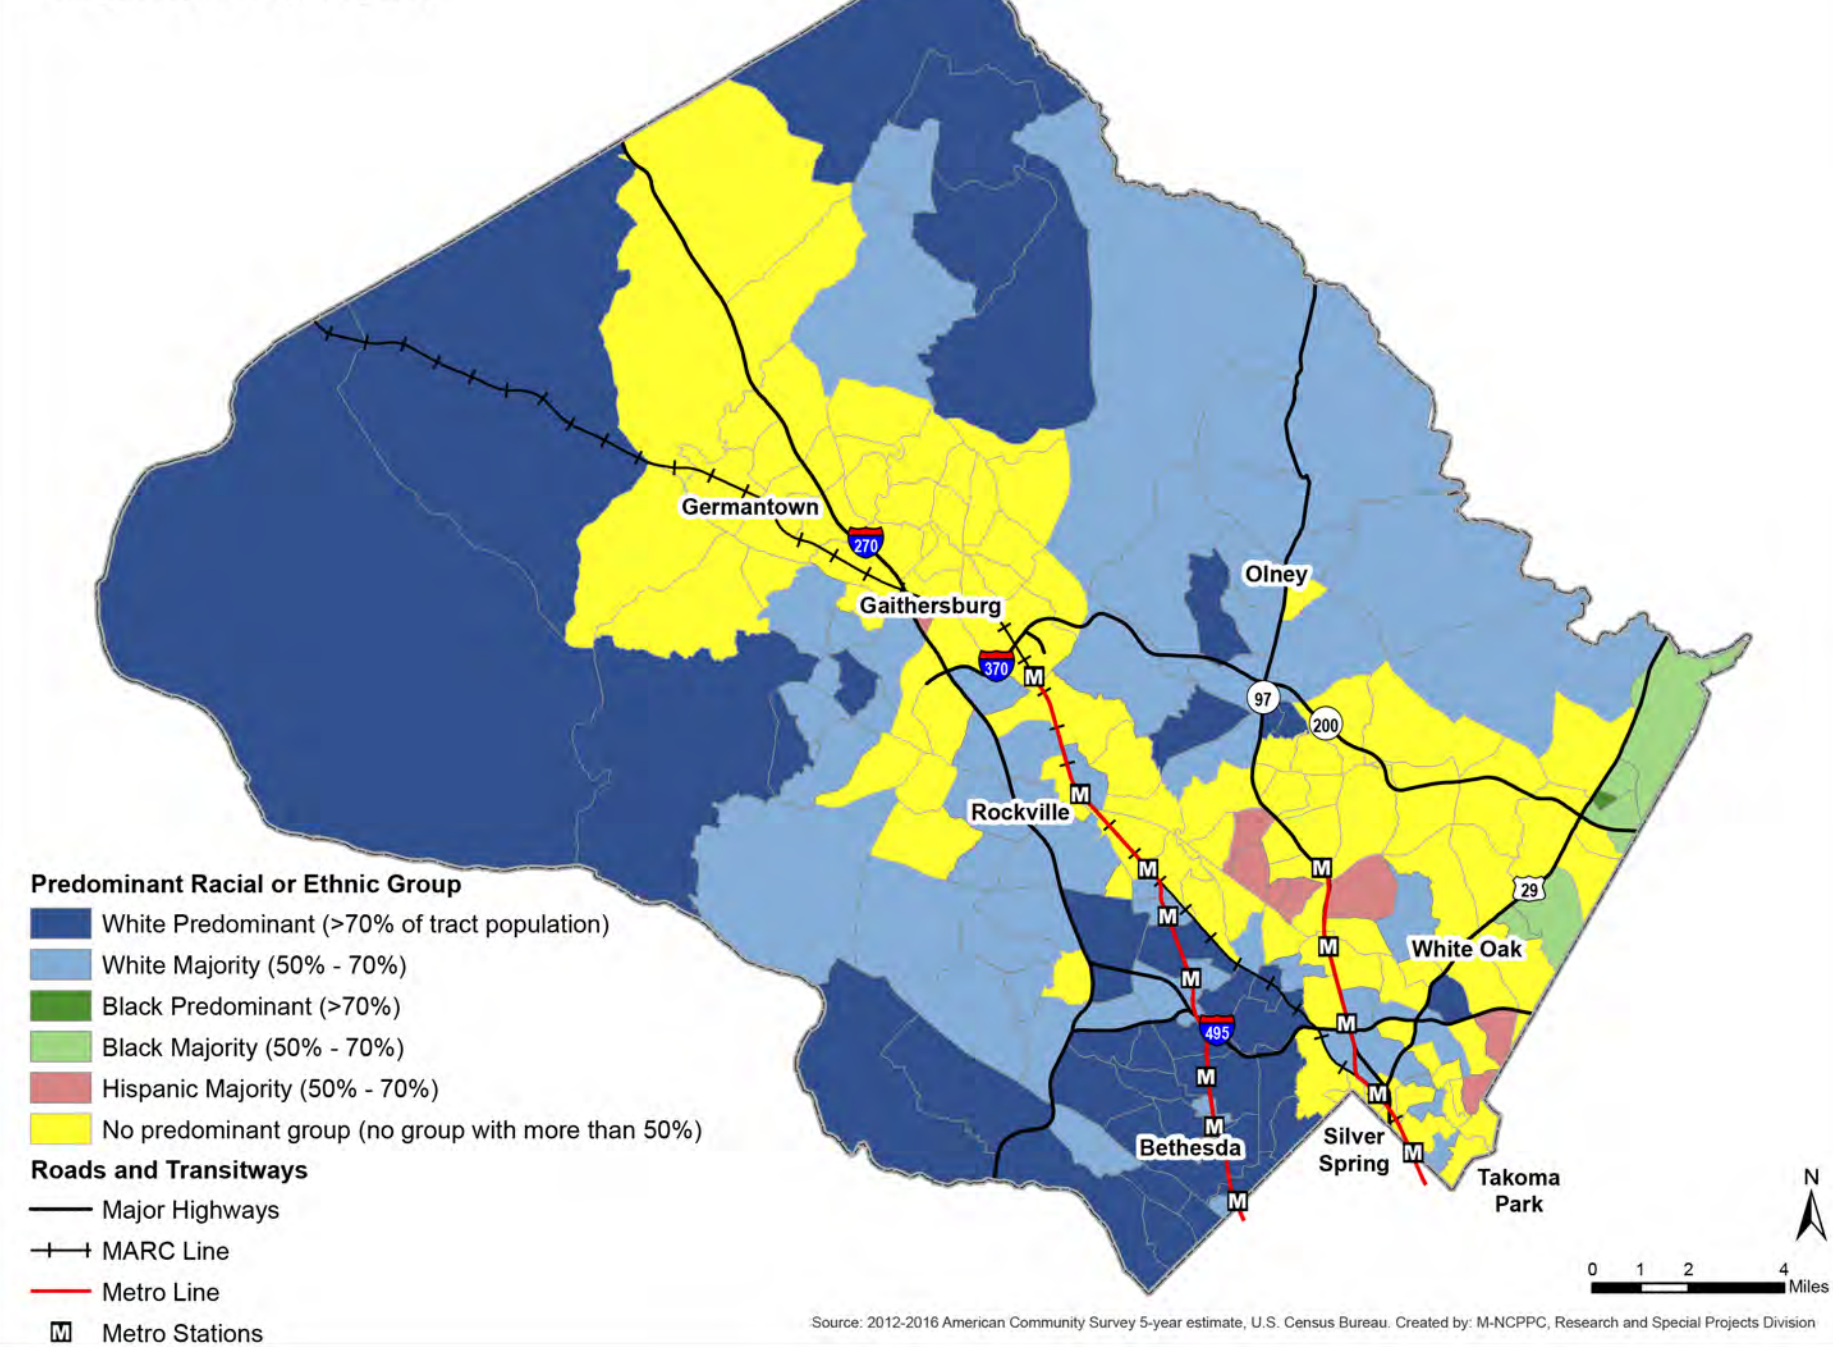 Germantown
270
Olney
Gaithersburg
370
M
97
200
M
Rockville
M
M
29
M
White Oak
M
M
M
495
M
M
M
Bethesda
Silver
Spring
M
Takoma
Park
M
Predominant Racial or Ethnic Group
White Predominant (>70% of tract population)
White Majority (50% - 70%)
Black Predominant (>70%)
Black Majority (50% - 70%)
Hispanic Majority (50% - 70%)
No predominant group (no group with more than 50%)
Roads and Transitways
Major Highways
MARC Line
Metro Line
M Metro Stations
N
0 1 2 4
Miles
Source: 2012-2016 American Community Survey 5-year estimate, U.S. Census Bureau. Created by: M-NCPPC, Research and Special Projects Division